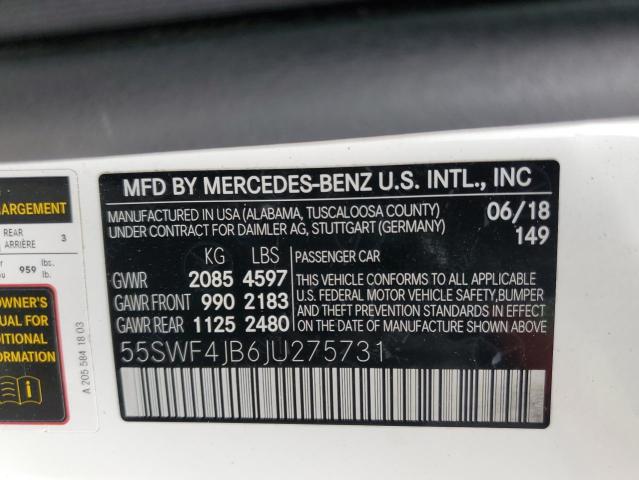 ARGEMENT
REAR
ARRIÈRE 3
959 lbs.
lb.
OWNER'S
UAL FOR
DITIONAL
RMATION
A 205 584 18 03
MFD BY MERCEDES-BENZ U.S. INTL., INC
MANUFACTURED IN USA (ALABAMA, TUSCALOOSA COUNTY) 06/18
UNDER CONTRACT FOR DAIMLER AG, STUTTGART (GERMANY) 149
KG LBS PASSENGER CAR
GVWR 2085 4597
GAWR FRONT 990 2183
GAWR REAR 1125 2480
THIS VEHICLE CONFORMS TO ALL APPLICABLE
U.S. FEDERAL MOTOR VEHICLE SAFETY,BUMPER
AND THEFT PREVENTION STANDARDS IN EFFECT
ON THE DATE OF MANUFACTURE SHOWN ABOVE.
55SWF4JB6JU275731